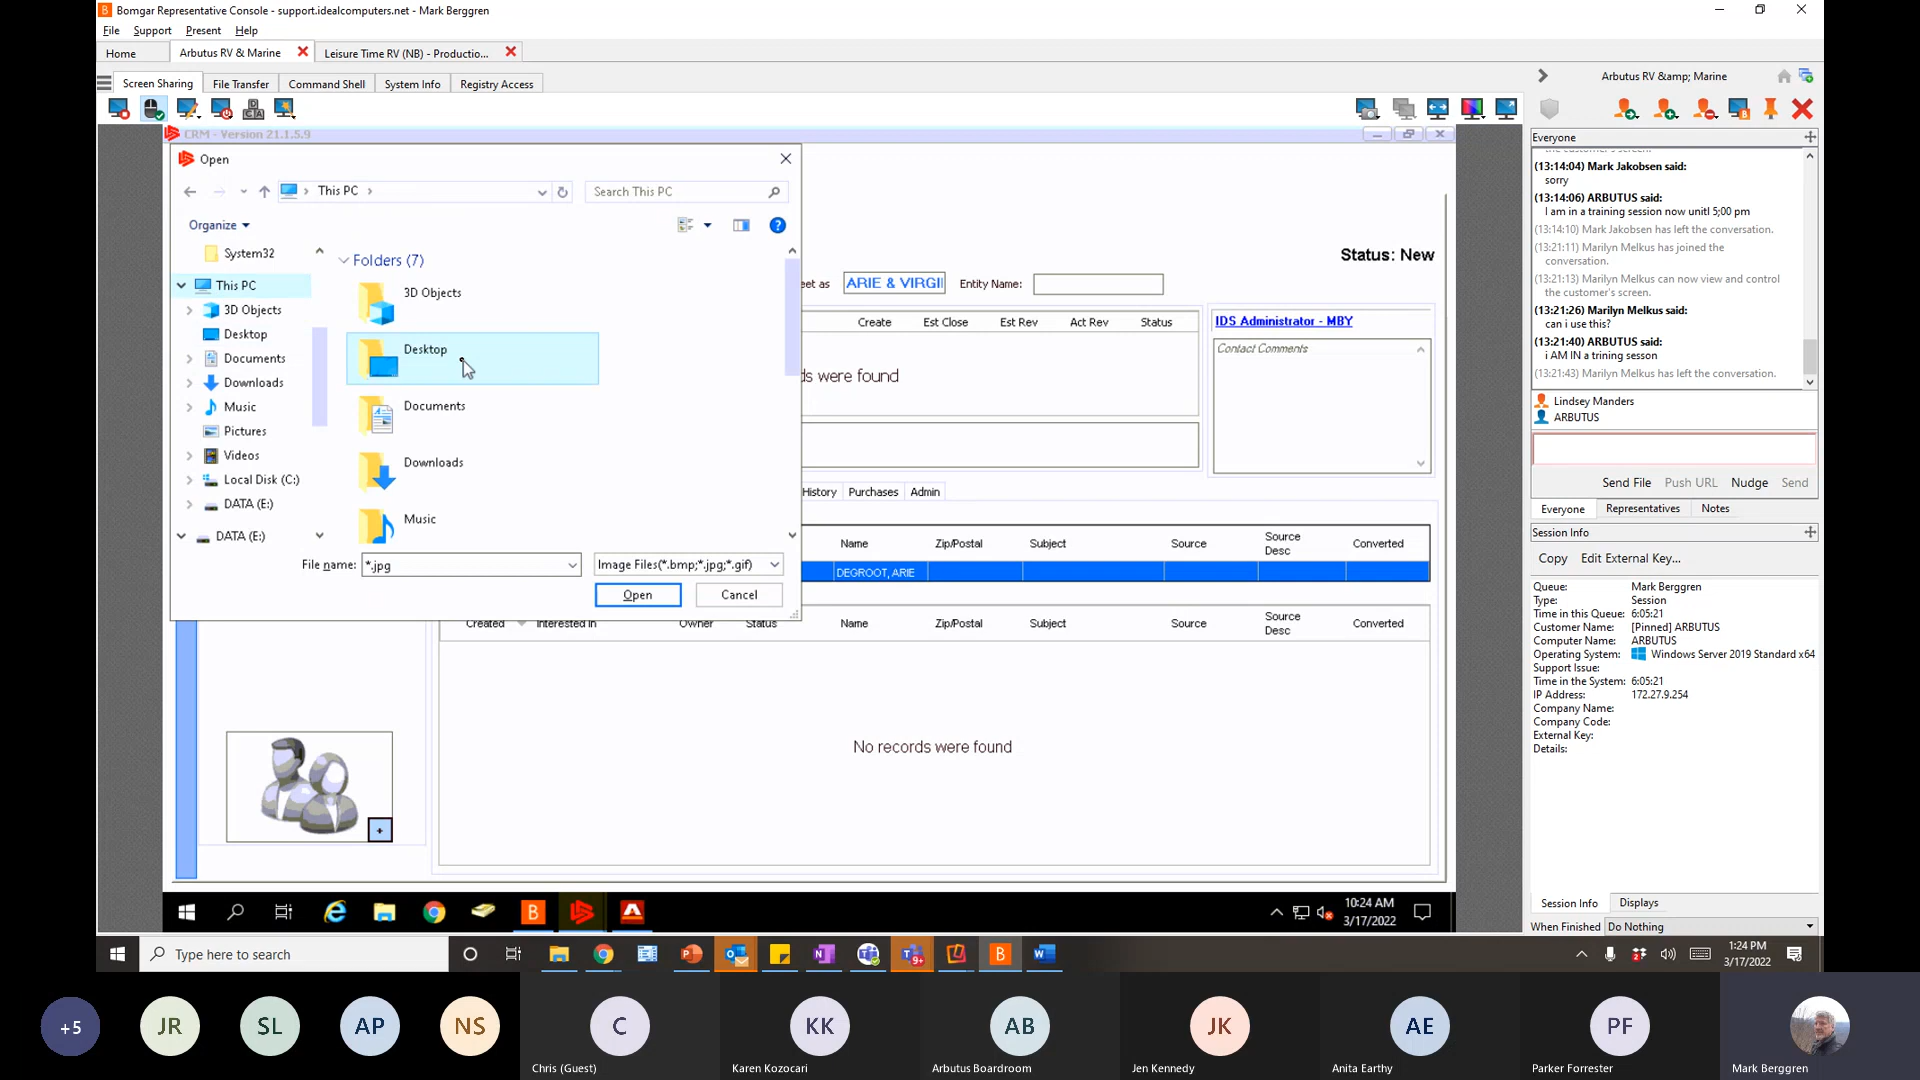 Bomgar Representative Console - support.idealcomputers.net - Mark Berggren
File Support Present Help
Home Arbutus RV & Marine Leisure Time RV (NB) - Productio...
Screen Sharing File Transfer Command Shell System Info Registry Access
Arbutus RV &amp; Marine
CRM - Version 21.1.5.9
Open
This PC
Search This PC
Organize
System32
This PC
3D Objects
Desktop
Documents
Downloads
Music
Pictures
Videos
Local Disk (C:)
DATA (E:)
DATA (E:)
Folders (7)
3D Objects
Desktop
Documents
Downloads
Music
File name: *.jpg
Image Files(*.bmp;*.jpg;*.gif)
Open Cancel
Status: New
eet as ARIE & VIRGI Entity Name:
Create Est Close Est Rev Act Rev Status
ds were found
IDS Administrator - MBY
Contact Comments
History Purchases Admin
Name Zip/Postal Subject Source Source Desc Converted
DEGROOT, ARIE
Created Interested In Owner Status Name Zip/Postal Subject Source Source Desc Converted
No records were found
+
10:24 AM
3/17/2022
Everyone
the customer's screen.
(13:14:04) Mark Jakobsen said:
sorry
(13:14:06) ARBUTUS said:
I am in a training session now unitl 5;00 pm
(13:14:10) Mark Jakobsen has left the conversation.
(13:21:11) Marilyn Melkus has joined the
conversation.
(13:21:13) Marilyn Melkus can now view and control
the customer's screen.
(13:21:26) Marilyn Melkus said:
can i use this?
(13:21:40) ARBUTUS said:
i AM IN a trining sesson
(13:21:43) Marilyn Melkus has left the conversation.
Lindsey Manders
ARBUTUS
Send File Push URL Nudge Send
Everyone Representatives Notes
Session Info
Copy Edit External Key...
Queue: Mark Berggren
Type: Session
Time in this Queue: 6:05:21
Customer Name: [Pinned] ARBUTUS
Computer Name: ARBUTUS
Operating System: Windows Server 2019 Standard x64
Support Issue:
Time in the System: 6:05:21
IP Address: 172.27.9.254
Company Name:
Company Code:
External Key:
Details:
Session Info Displays
When Finished Do Nothing
Type here to search
9+
1:24 PM
3/17/2022
+5 JR SL AP NS C KK AB JK AE PF
Chris (Guest) Karen Kozocari Arbutus Boardroom Jen Kennedy Anita Earthy Parker Forrester Mark Berggren